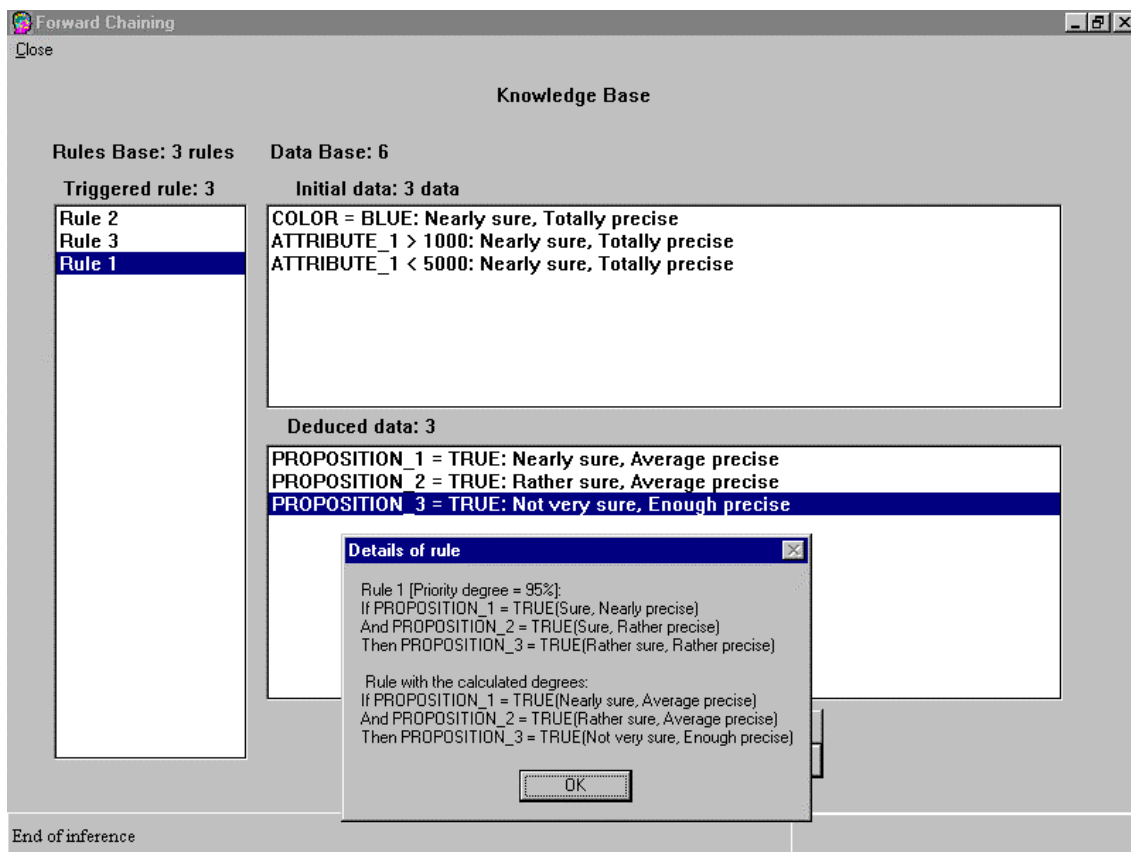 Forward Chaining
Close
Knowledge Base
Rules Base: 3 rules
Data Base: 6
Triggered rule: 3
Initial data: 3 data
Rule 2
Rule 3
Rule 1
COLOR = BLUE: Nearly sure, Totally precise
ATTRIBUTE_1 > 1000: Nearly sure, Totally precise
ATTRIBUTE_1 < 5000: Nearly sure, Totally precise
Deduced data: 3
PROPOSITION_1 = TRUE: Nearly sure, Average precise
PROPOSITION_2 = TRUE: Rather sure, Average precise
PROPOSITION_3 = TRUE: Not very sure, Enough precise
Details of rule
Rule 1 [Priority degree = 95%]:
If PROPOSITION_1 = TRUE(Sure, Nearly precise)
And PROPOSITION_2 = TRUE(Sure, Rather precise)
Then PROPOSITION_3 = TRUE(Rather sure, Rather precise)
Rule with the calculated degrees:
If PROPOSITION_1 = TRUE(Nearly sure, Average precise)
And PROPOSITION_2 = TRUE(Rather sure, Average precise)
Then PROPOSITION_3 = TRUE(Not very sure, Enough precise)
OK
End of inference